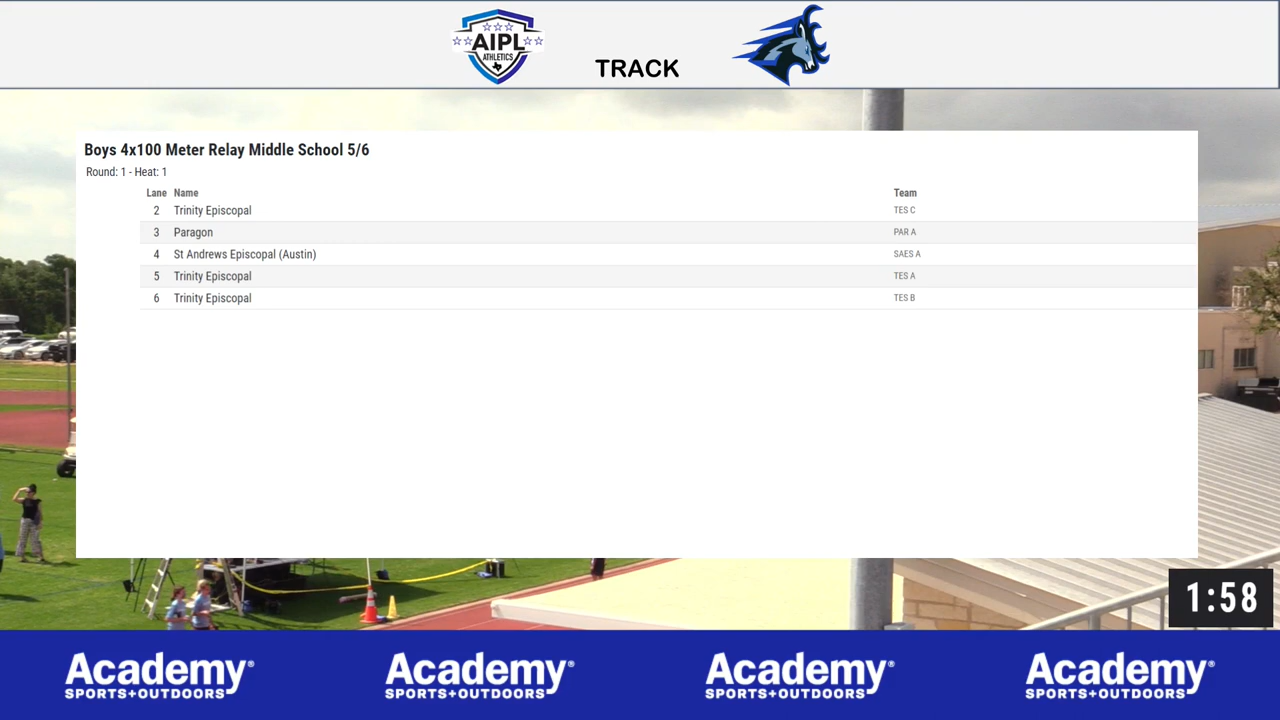 AIPL
ATHLETICS
TRACK
Boys 4x100 Meter Relay Middle School 5/6
Round: 1 - Heat: 1
Lane Name Team
2 Trinity Episcopal TES C
3 Paragon PAR A
4 St Andrews Episcopal (Austin) SAES A
5 Trinity Episcopal TES A
6 Trinity Episcopal TES B
1:58
Academy® Academy® Academy® Academy®
SPORTS+OUTDOORS SPORTS+OUTDOORS SPORTS+OUTDOORS SPORTS+OUTDOORS